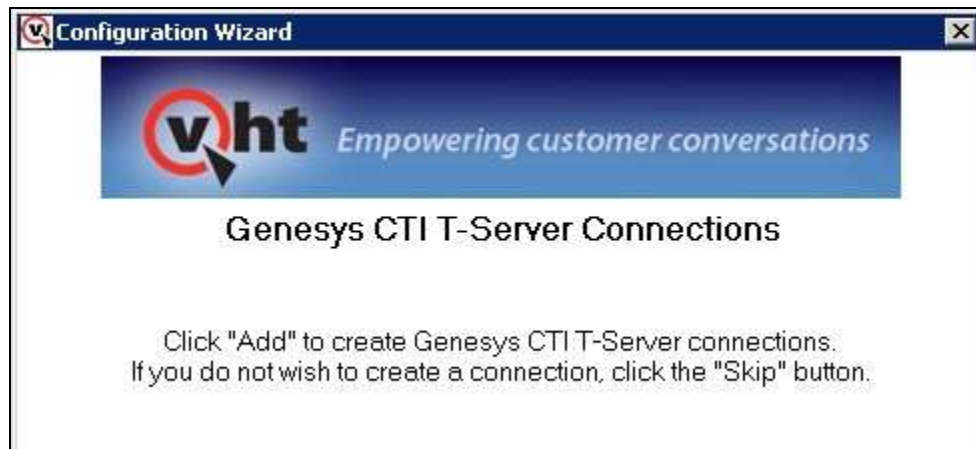 Configuration Wizard
vht Empowering customer conversations
Genesys CTI T-Server Connections
Click "Add" to create Genesys CTI T-Server connections.
If you do not wish to create a connection, click the "Skip" button.